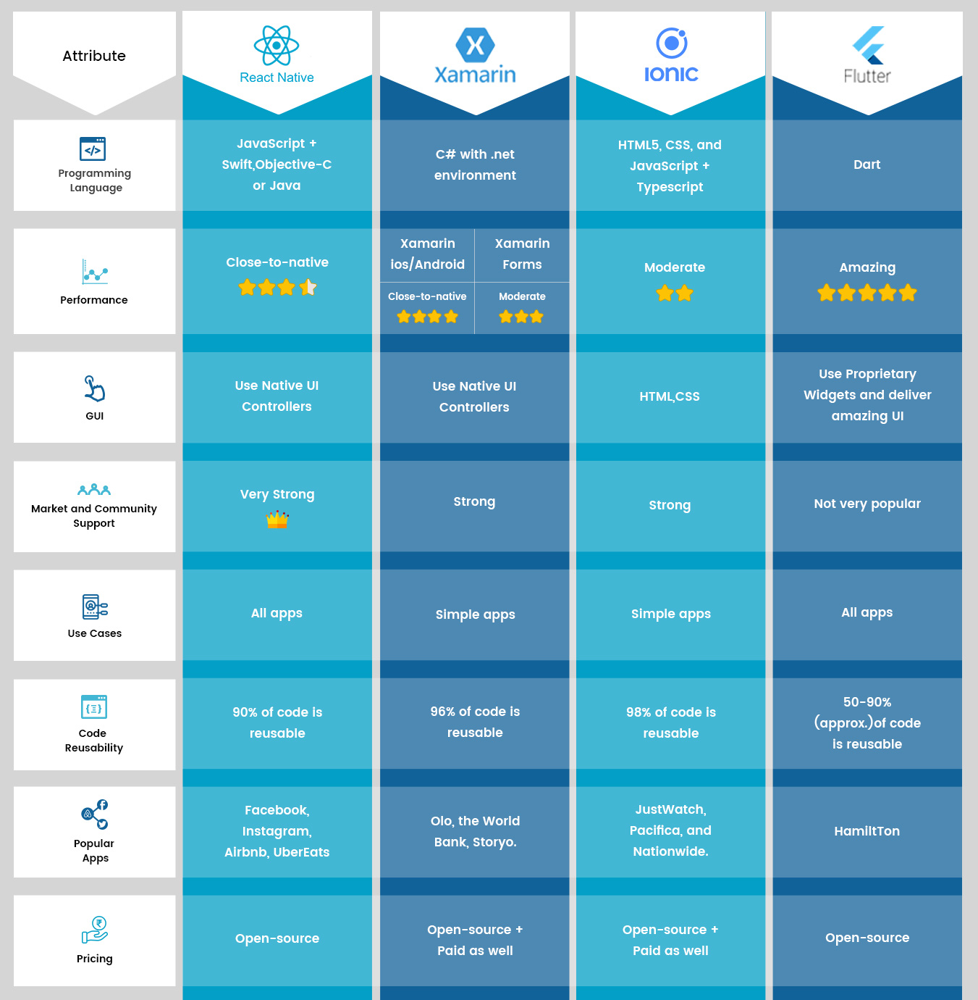 Attribute
React Native
Xamarin
IONIC
Flutter
Programming
Language
JavaScript +
Swift,Objective-C
or Java
C# with .net
environment
HTML5, CSS, and
JavaScript +
Typescript
Dart
Performance
Close-to-native
Xamarin
ios/Android
Xamarin
Forms
Close-to-native
Moderate
Moderate
Amazing
GUI
Use Native UI
Controllers
Use Native UI
Controllers
HTML,CSS
Use Proprietary
Widgets and deliver
amazing UI
Market and Community
Support
Very Strong
Strong
Strong
Not very popular
Use Cases
All apps
Simple apps
Simple apps
All apps
Code
Reusability
90% of code is
reusable
96% of code is
reusable
98% of code is
reusable
50-90%
(approx.)of code
is reusable
Popular
Apps
Facebook,
Instagram,
Airbnb, UberEats
Olo, the World
Bank, Storyo.
JustWatch,
Pacifica, and
Nationwide.
HamiltTon
Pricing
Open-source
Open-source +
Paid as well
Open-source +
Paid as well
Open-source